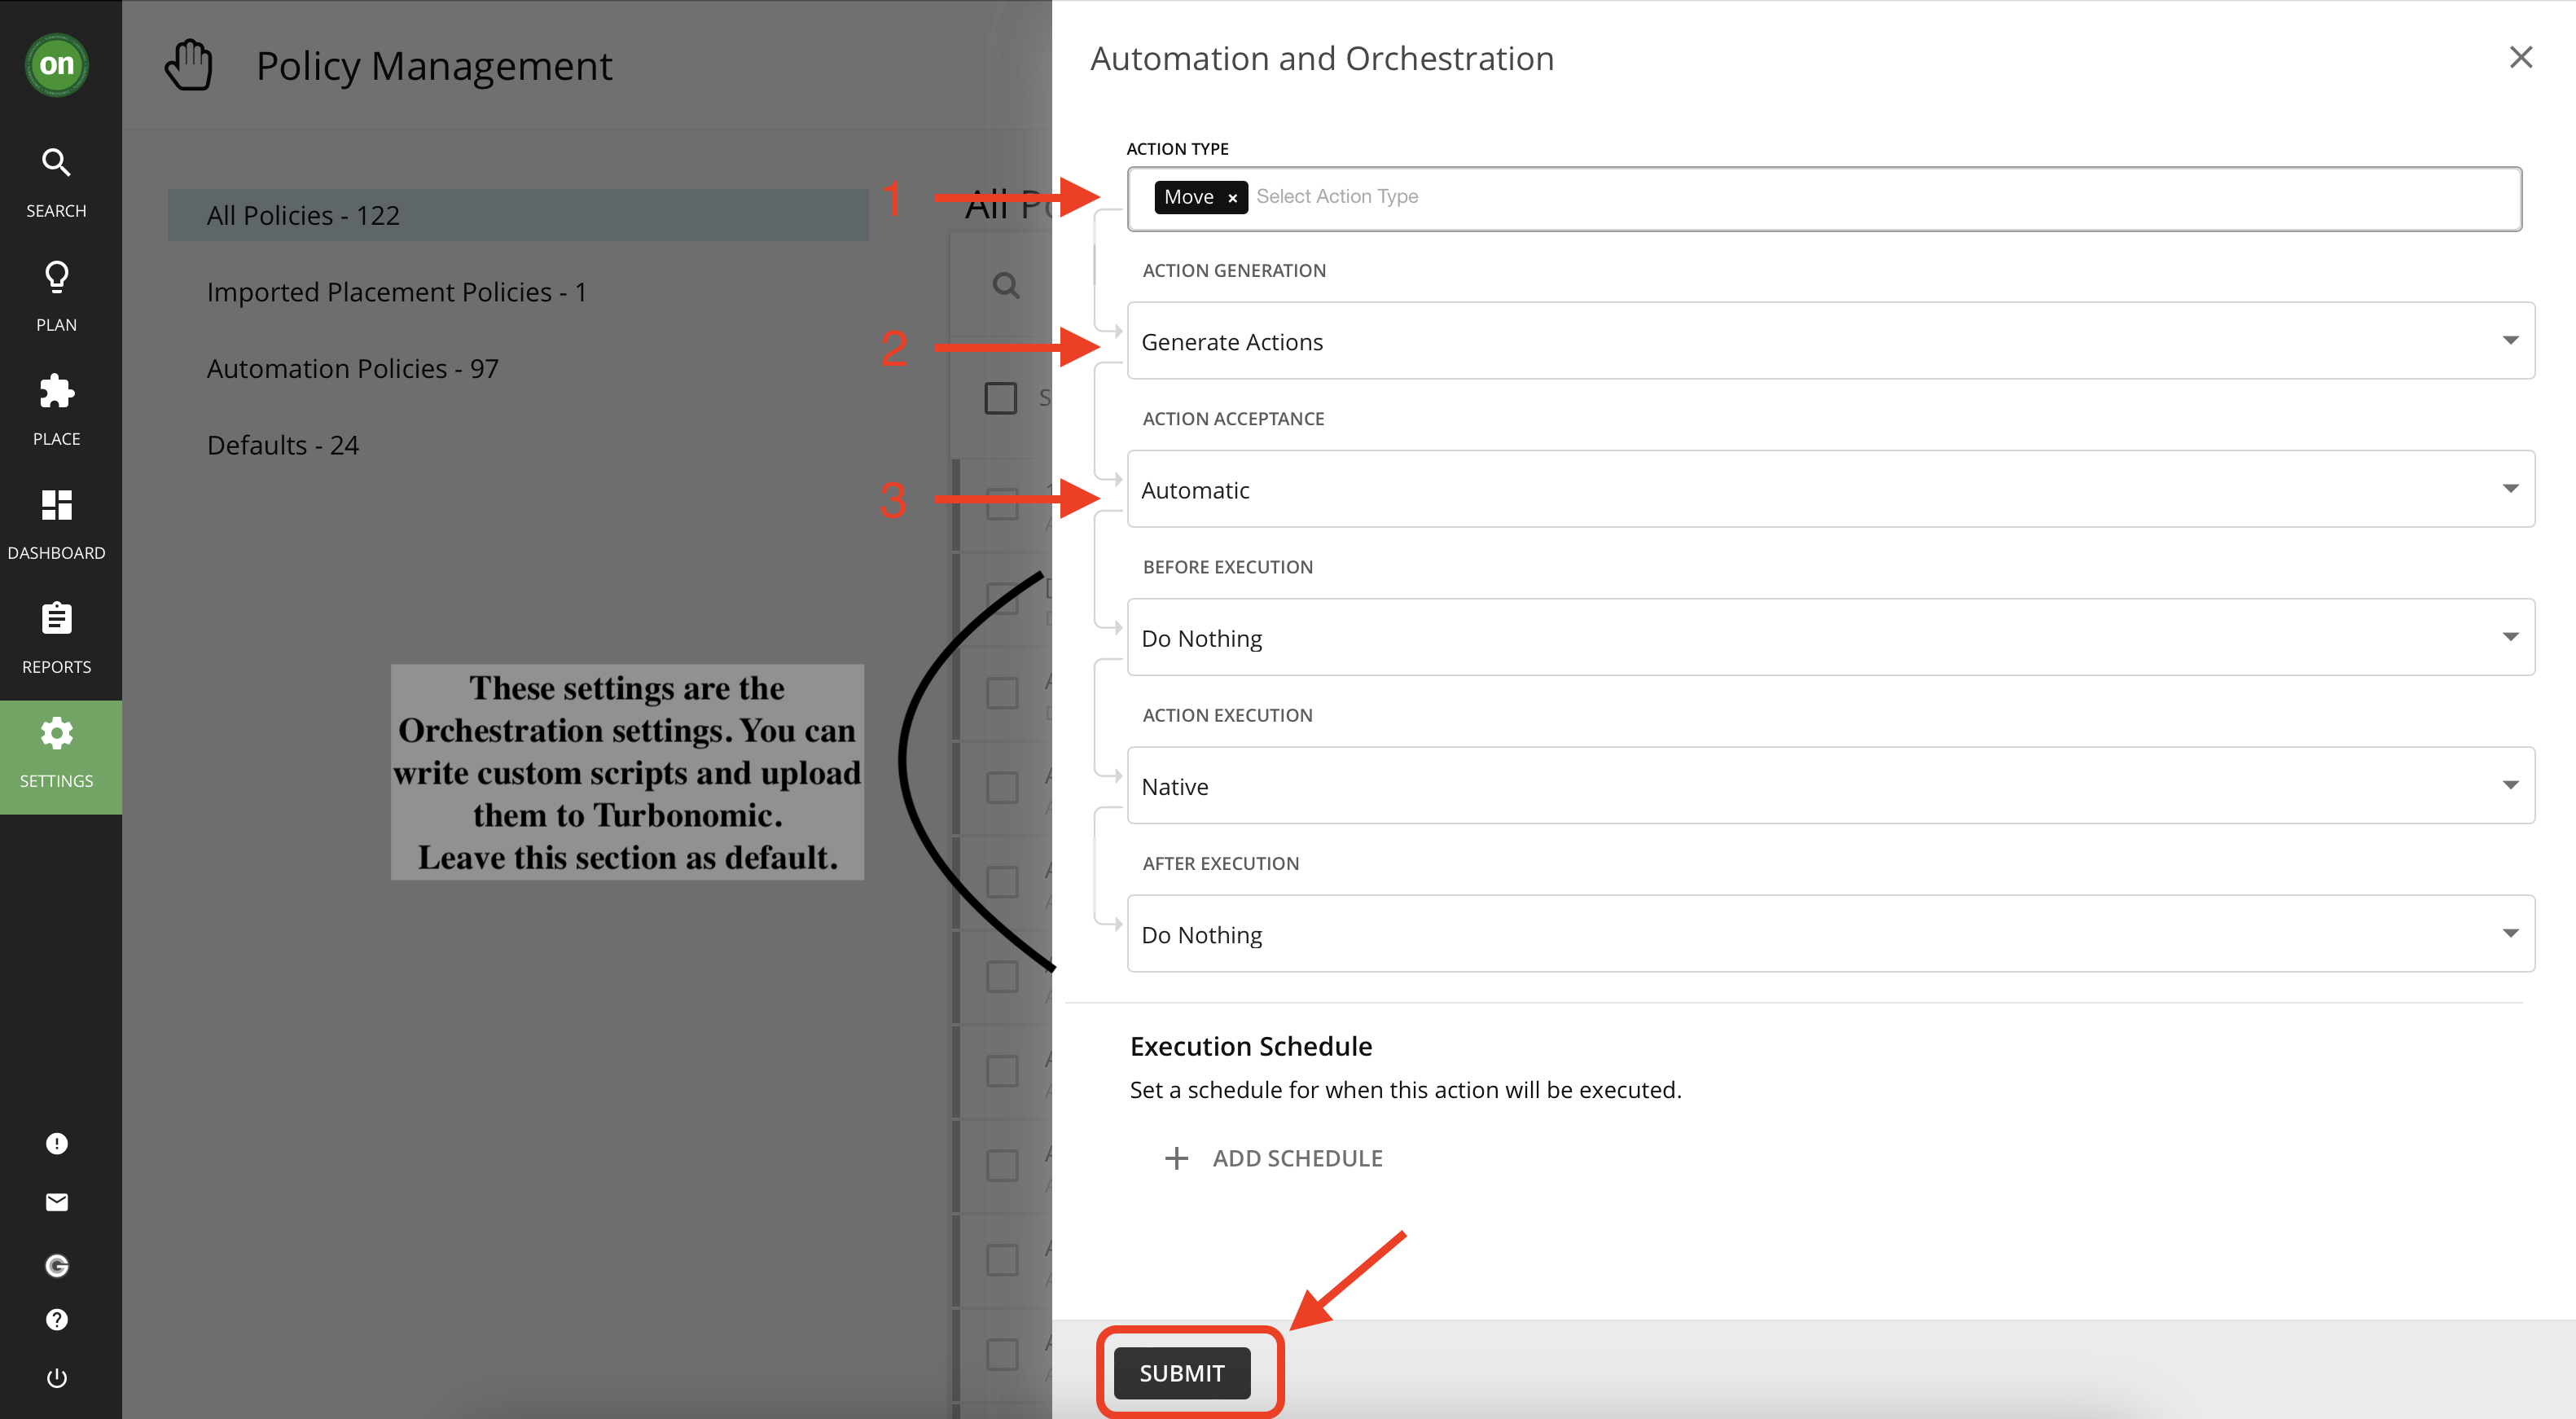 on
SEARCH
PLAN
PLACE
DASHBOARD
REPORTS
SETTINGS
Policy Management
All Policies - 122
Imported Placement Policies - 1
Automation Policies - 97
Defaults - 24
These settings are the
Orchestration settings. You can
write custom scripts and upload
them to Turbonomic.
Leave this section as default.
All Po
1
2
3
Automation and Orchestration
ACTION TYPE
Move × Select Action Type
ACTION GENERATION
Generate Actions
ACTION ACCEPTANCE
Automatic
BEFORE EXECUTION
Do Nothing
ACTION EXECUTION
Native
AFTER EXECUTION
Do Nothing
Execution Schedule
Set a schedule for when this action will be executed.
+ ADD SCHEDULE
SUBMIT